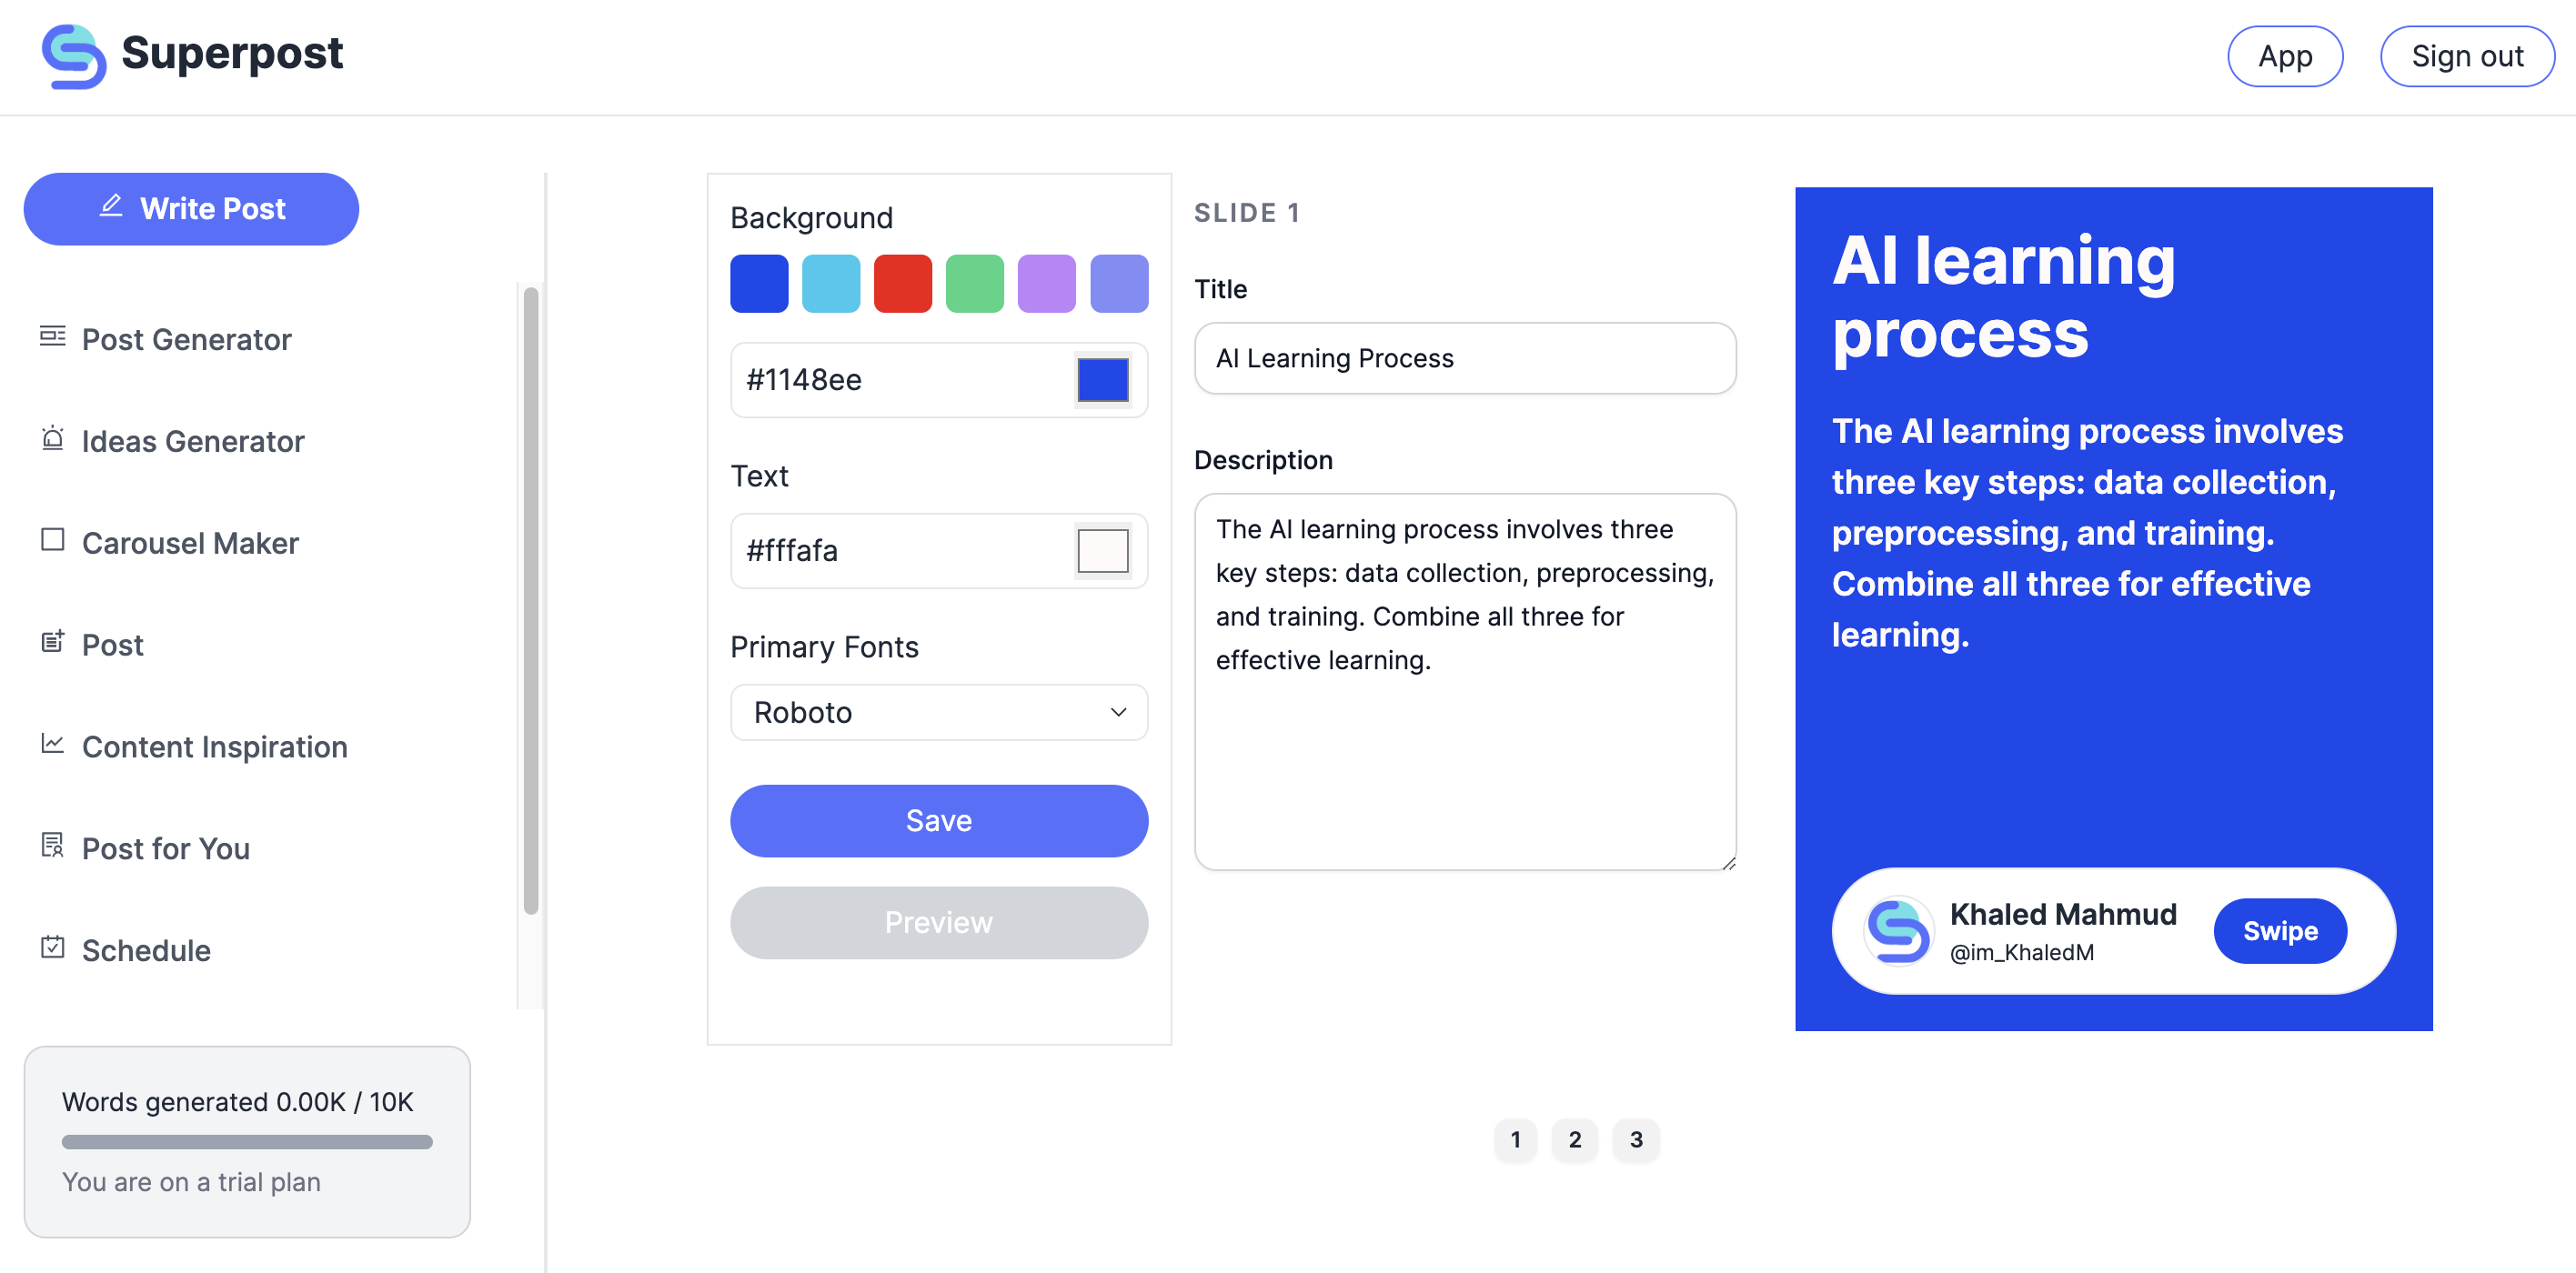 Superpost
App
Sign out
Write Post
Post Generator
Ideas Generator
Carousel Maker
Post
Content Inspiration
Post for You
Schedule
Words generated 0.00K / 10K
You are on a trial plan
Background
#1148ee
Text
#fffafa
Primary Fonts
Roboto
Save
Preview
SLIDE 1
Title
AI Learning Process
Description
The AI learning process involves three
key steps: data collection, preprocessing,
and training. Combine all three for
effective learning.
AI learning
process
The AI learning process involves
three key steps: data collection,
preprocessing, and training.
Combine all three for effective
learning.
Khaled Mahmud
@im_KhaledM
Swipe
1
2
3